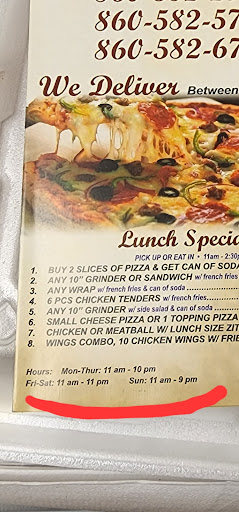 860-582-57
860-582-67
We Deliver Between
Lunch Specia
PICK UP OR EAT IN • 11am - 2:30p
1. BUY 2 SLICES OF PIZZA & GET CAN OF SODA
2. ANY 10" GRINDER OR SANDWICH w/ french fries
3. ANY WRAP w/ french fries & can of soda
4. 6 PCS CHICKEN TENDERS w/ french fries
5. ANY 10" GRINDER w/ side salad & can of soda
6. SMALL CHEESE PIZZA OR 1 TOPPING PIZZA
7. CHICKEN OR MEATBALL W/ LUNCH SIZE ZIT
8. WINGS COMBO, 10 CHICKEN WINGS W/ FRIE
Hours: Mon-Thur: 11 am - 10 pm
Fri-Sat: 11 am - 11 pm Sun: 11 am - 9 pm